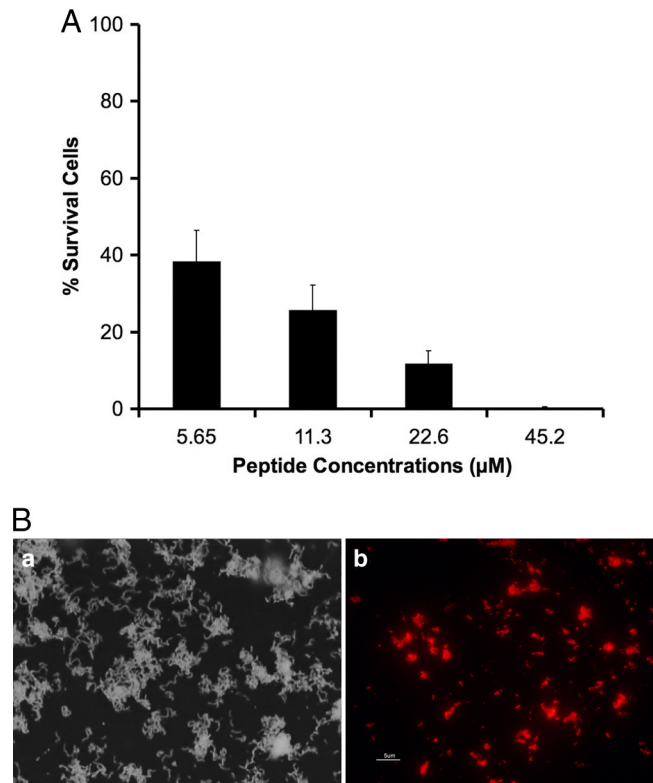 A
% Survival Cells
100
80
60
40
20
0
5.65 11.3 22.6 45.2
Peptide Concentrations (µM)
B
a b
5um